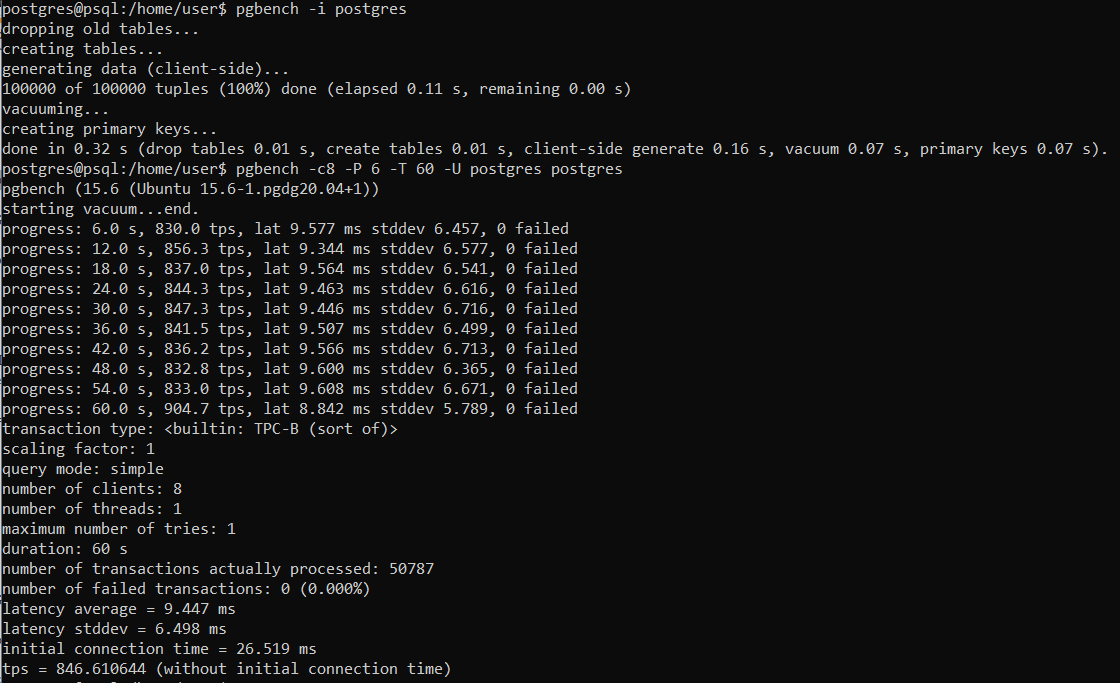 postgres@psql:/home/user$ pgbench -i postgres
dropping old tables...
creating tables...
generating data (client-side)...
100000 of 100000 tuples (100%) done (elapsed 0.11 s, remaining 0.00 s)
vacuuming...
creating primary keys...
done in 0.32 s (drop tables 0.01 s, create tables 0.01 s, client-side generate 0.16 s, vacuum 0.07 s, primary keys 0.07 s).
postgres@psql:/home/user$ pgbench -c8 -P 6 -T 60 -U postgres postgres
pgbench (15.6 (Ubuntu 15.6-1.pgdg20.04+1))
starting vacuum...end.
progress: 6.0 s, 830.0 tps, lat 9.577 ms stddev 6.457, 0 failed
progress: 12.0 s, 856.3 tps, lat 9.344 ms stddev 6.577, 0 failed
progress: 18.0 s, 837.0 tps, lat 9.564 ms stddev 6.541, 0 failed
progress: 24.0 s, 844.3 tps, lat 9.463 ms stddev 6.616, 0 failed
progress: 30.0 s, 847.3 tps, lat 9.446 ms stddev 6.716, 0 failed
progress: 36.0 s, 841.5 tps, lat 9.507 ms stddev 6.499, 0 failed
progress: 42.0 s, 836.2 tps, lat 9.566 ms stddev 6.713, 0 failed
progress: 48.0 s, 832.8 tps, lat 9.600 ms stddev 6.365, 0 failed
progress: 54.0 s, 833.0 tps, lat 9.608 ms stddev 6.671, 0 failed
progress: 60.0 s, 904.7 tps, lat 8.842 ms stddev 5.789, 0 failed
transaction type: <builtin: TPC-B (sort of)>
scaling factor: 1
query mode: simple
number of clients: 8
number of threads: 1
maximum number of tries: 1
duration: 60 s
number of transactions actually processed: 50787
number of failed transactions: 0 (0.000%)
latency average = 9.447 ms
latency stddev = 6.498 ms
initial connection time = 26.519 ms
tps = 846.610644 (without initial connection time)